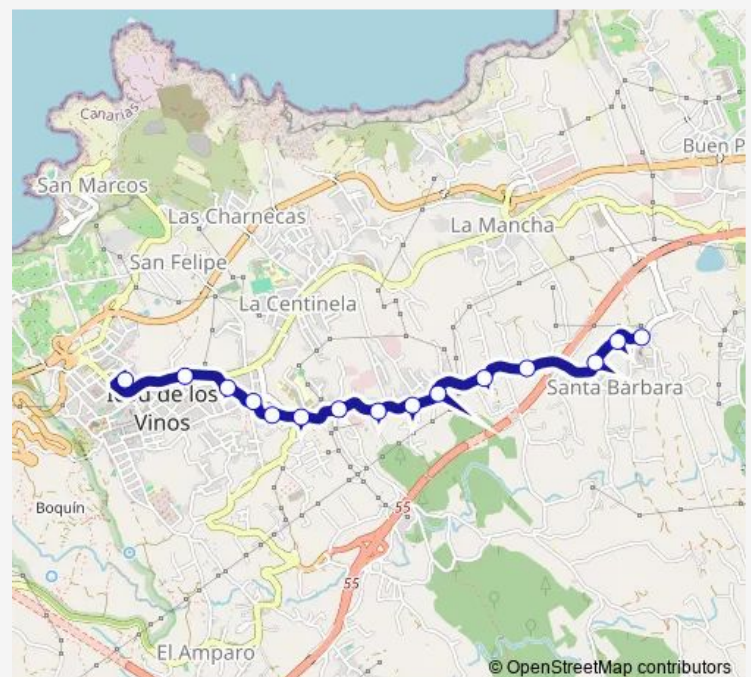 Canarias
Buen P
San Marcos
Las Charnecas
La Mancha
San Felipe
La Centinela
Santa Bárbara
d de los
Vinos
55
Boquín
55
El Amparo
© OpenStreetMap contributors